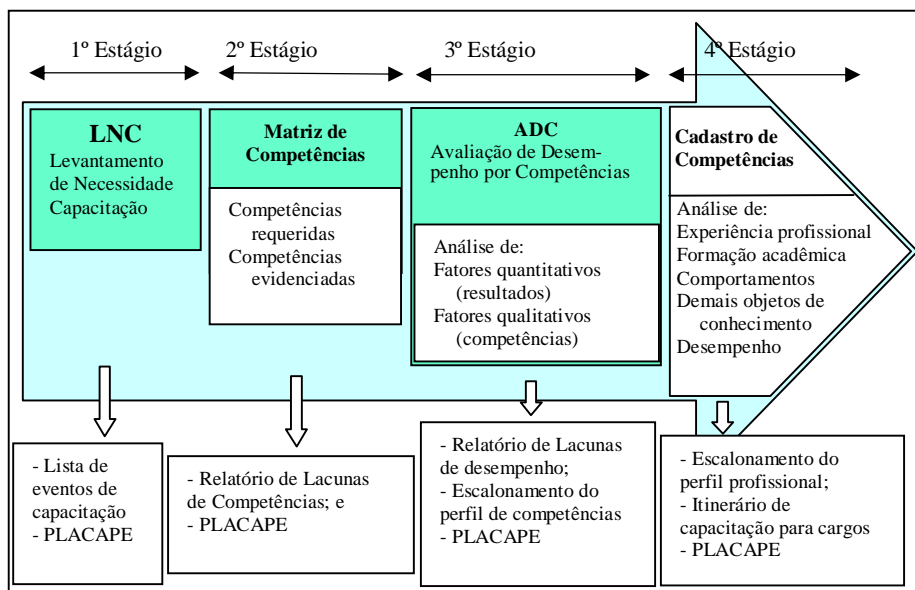 1º Estágio
2º Estágio
3º Estágio
4º Estágio
LNC
Levantamento
de Necessidade
Capacitação
Matriz de
Competências
Competências
requeridas
Competências
evidenciadas
ADC
Avaliação de Desem-
penho por Competências
Análise de:
Fatores quantitativos
(resultados)
Fatores qualitativos
(competências)
Cadastro de
Competências
Análise de:
Experiência profissional
Formação acadêmica
Comportamentos
Demais objetos de
conhecimento
Desempenho
- Lista de
eventos de
capacitação
- PLACAPE
- Relatório de Lacunas
de Competências; e
- PLACAPE
- Relatório de Lacunas
de desempenho;
- Escalonamento do
perfil de competências
- PLACAPE
- Escalonamento do
perfil profissional;
- Itinerário de
capacitação para cargos
- PLACAPE